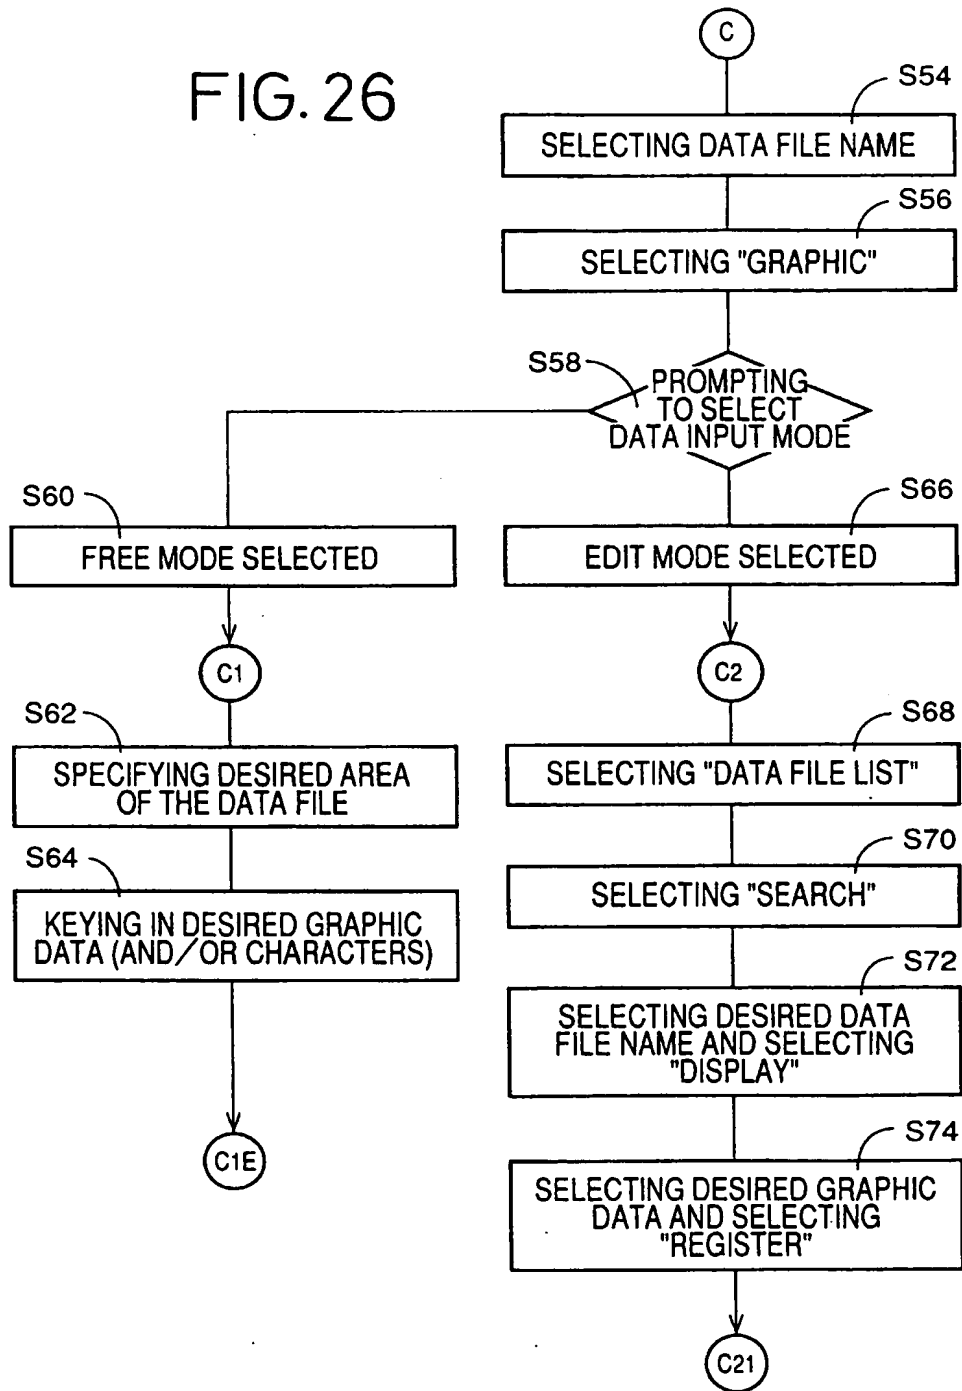 FIG. 26
C
S54
SELECTING DATA FILE NAME
S56
SELECTING "GRAPHIC"
S58
PROMPTING
TO SELECT
DATA INPUT MODE
S60
FREE MODE SELECTED
C1
S62
SPECIFYING DESIRED AREA
OF THE DATA FILE
S64
KEYING IN DESIRED GRAPHIC
DATA (AND/OR CHARACTERS)
C1E
S66
EDIT MODE SELECTED
C2
S68
SELECTING "DATA FILE LIST"
S70
SELECTING "SEARCH"
S72
SELECTING DESIRED DATA
FILE NAME AND SELECTING
"DISPLAY"
S74
SELECTING DESIRED GRAPHIC
DATA AND SELECTING
"REGISTER"
C21